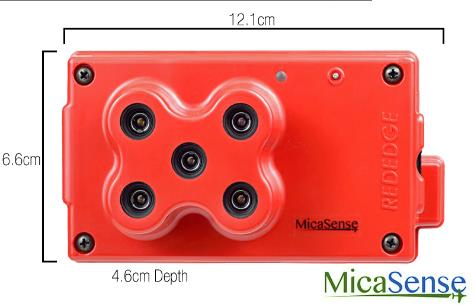 12.1cm
6.6cm
REDEDGE
MicaSense
4.6cm Depth
MicaSense